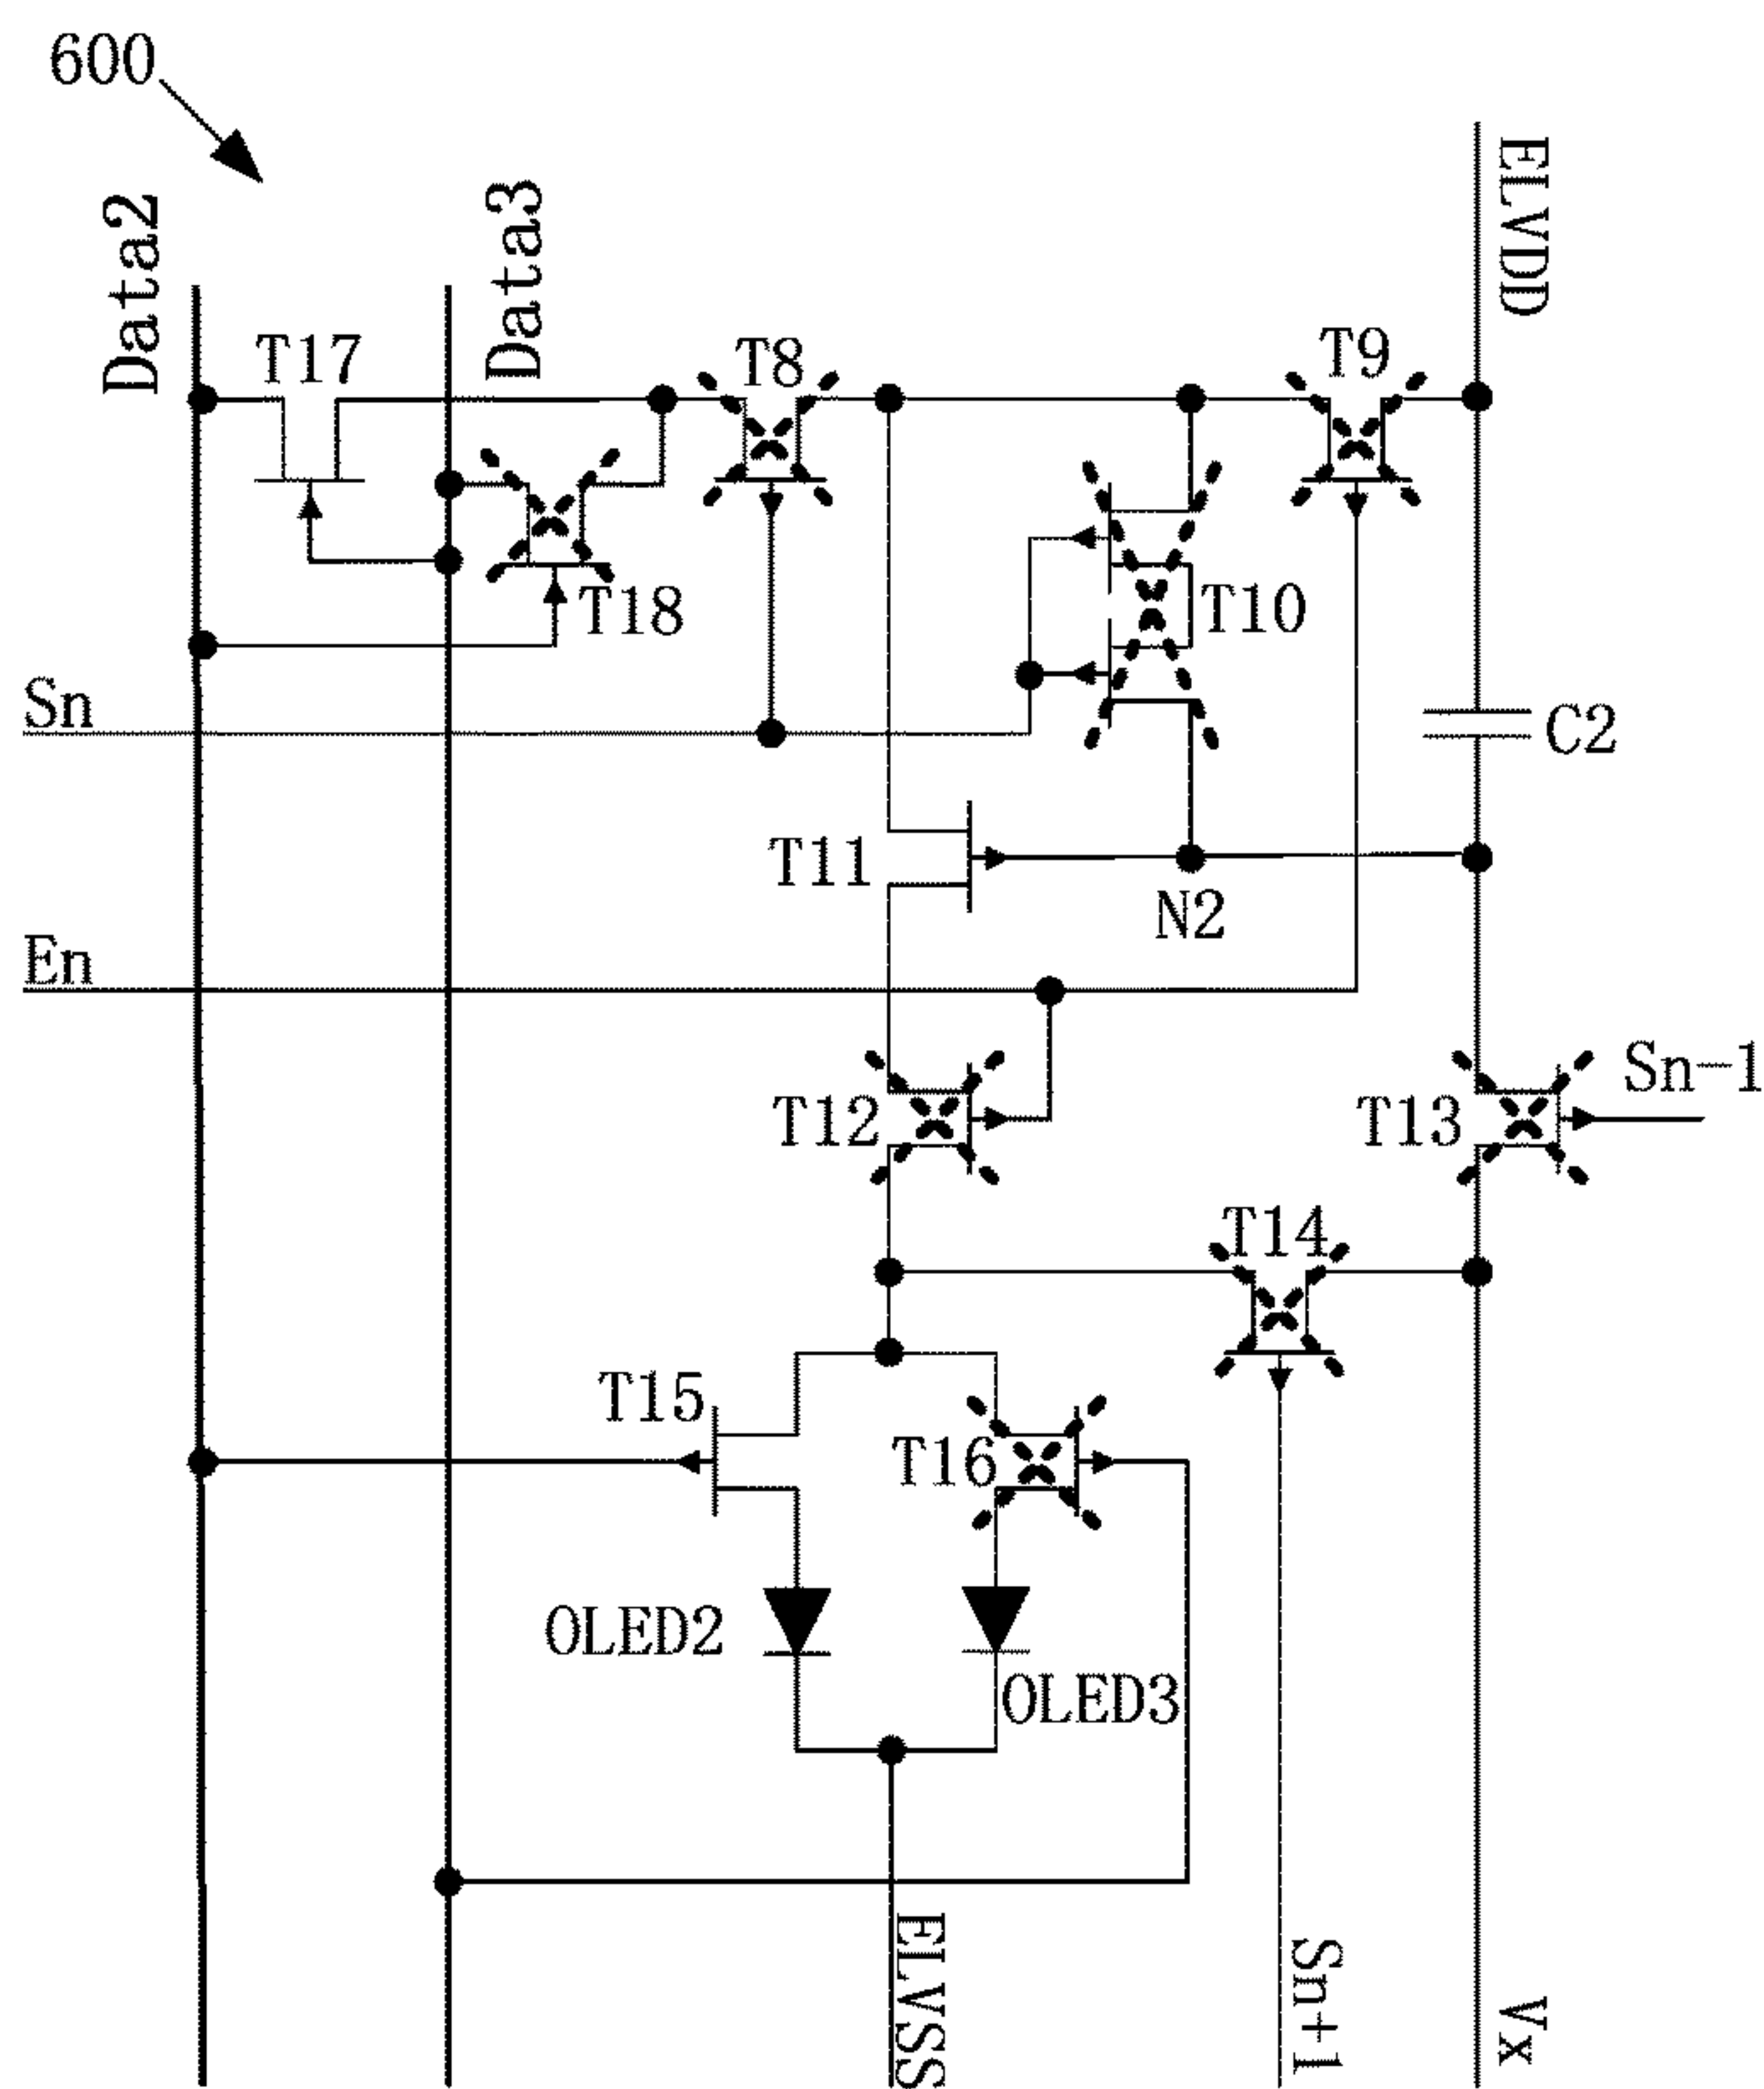 600
Data2
Data3
ELVDD
T17
T8
T9
T18
T10
Sn
C2
T11
N2
En
T12
T13
Sn-1
T14
T15
T16
OLED2
OLED3
ELVSS
Sn+1
Vx